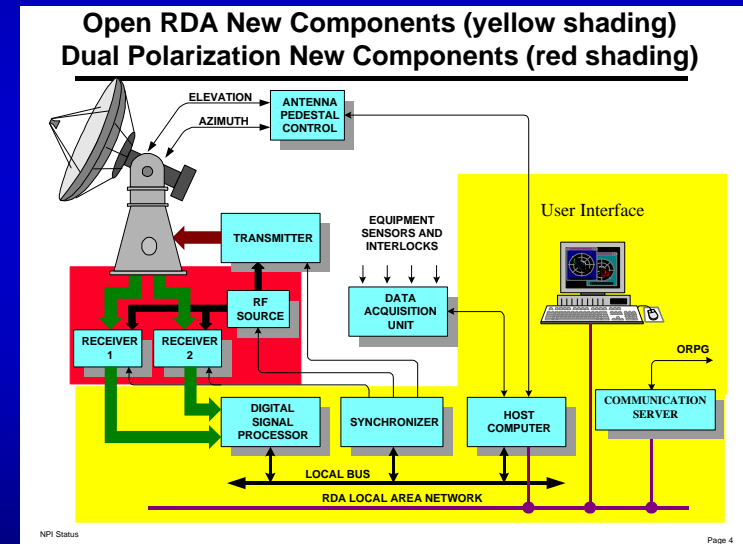 Open RDA New Components (yellow shading)
Dual Polarization New Components (red shading)
ELEVATION
AZIMUTH
ANTENNA
PEDESTAL
CONTROL
TRANSMITTER
EQUIPMENT
SENSORS AND
INTERLOCKS
User Interface
RF
SOURCE
DATA
ACQUISITION
UNIT
RECEIVER
1
RECEIVER
2
ORPG
DIGITAL
SIGNAL
PROCESSOR
SYNCHRONIZER
HOST
COMPUTER
COMMUNICATION
SERVER
LOCAL BUS
RDA LOCAL AREA NETWORK
NPI Status
Page 4